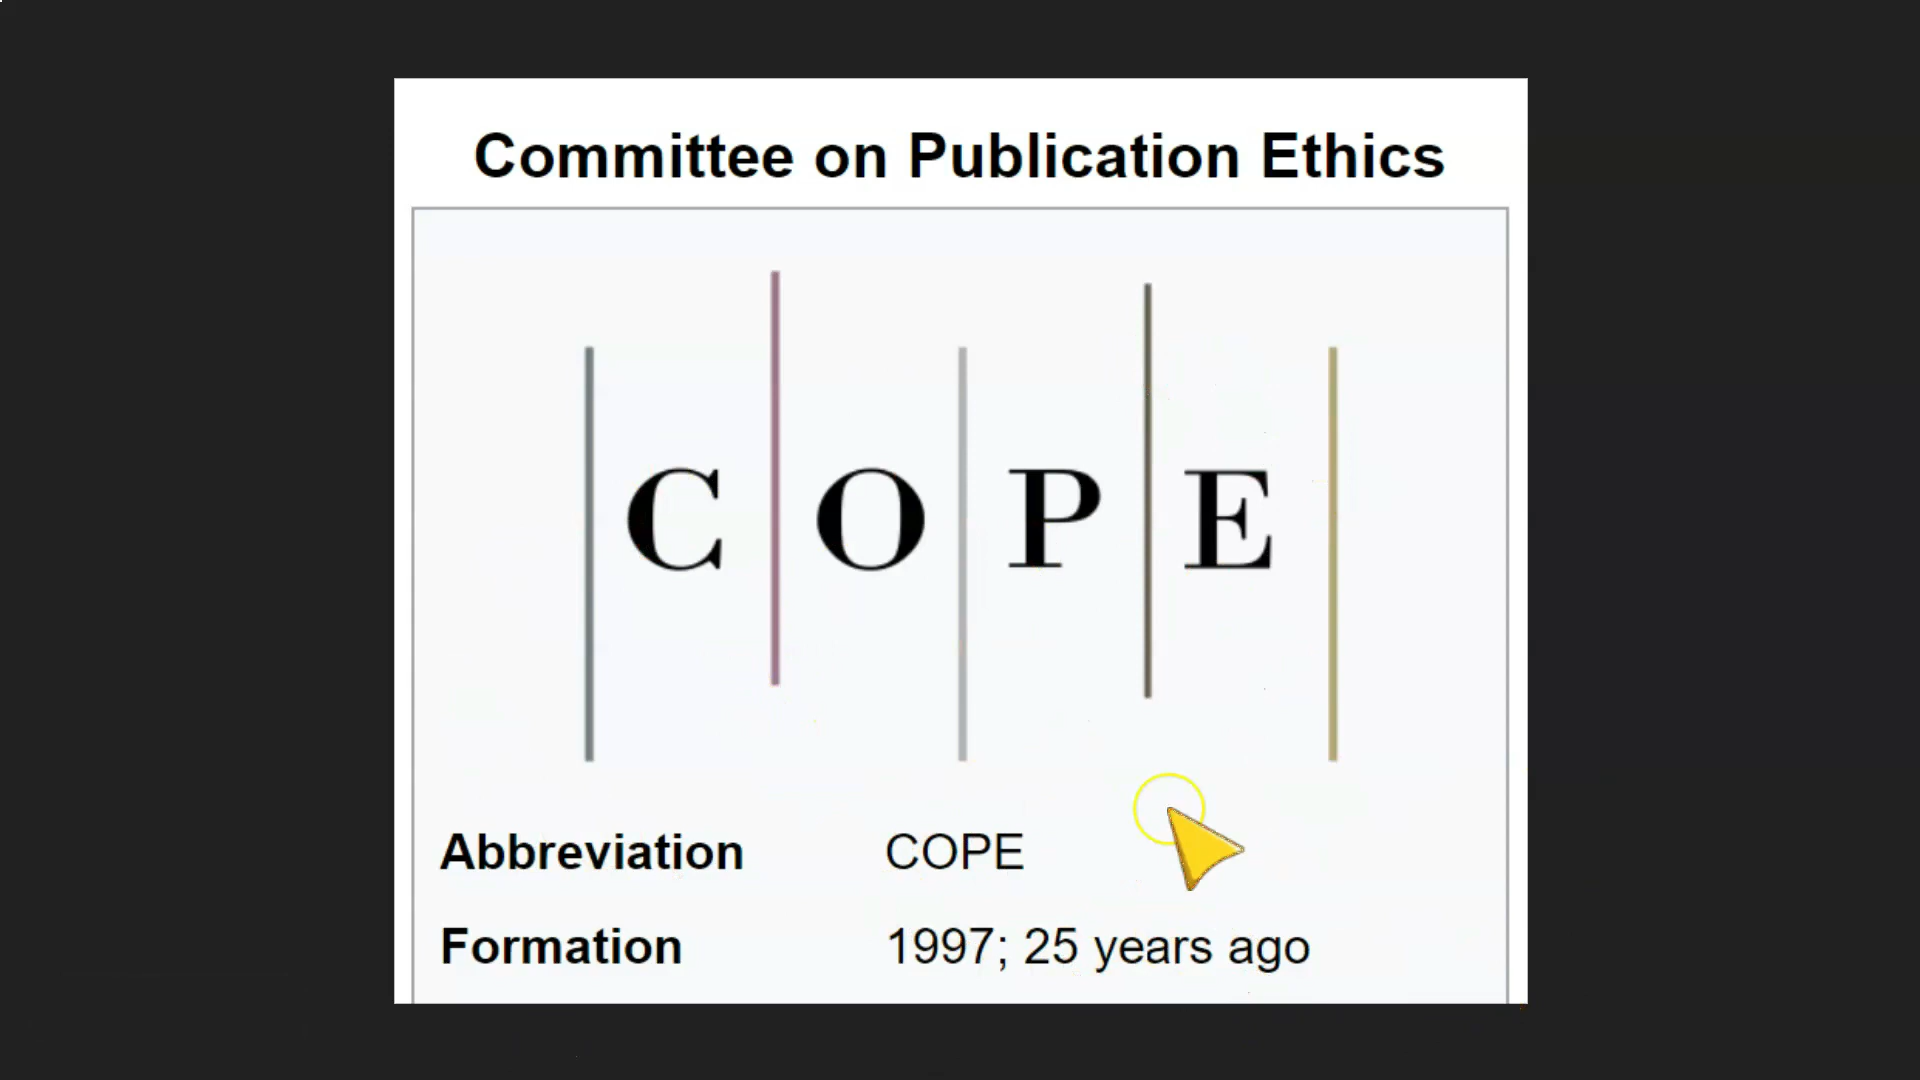 Committee on Publication Ethics
C O P E
Abbreviation COPE
Formation 1997; 25 years ago